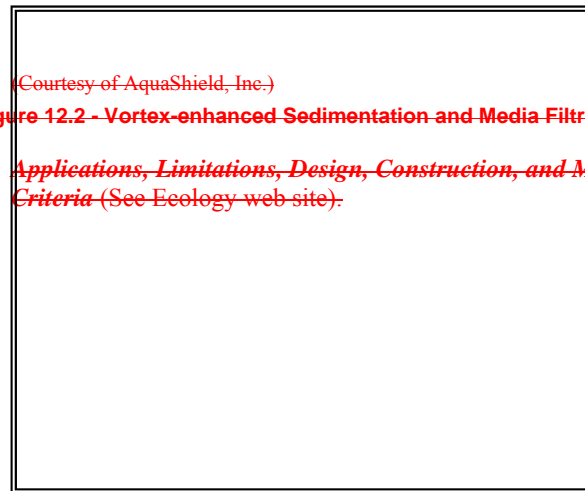 (Courtesy of AquaShield, Inc.)
gure 12.2 - Vortex-enhanced Sedimentation and Media Filtr
Applications, Limitations, Design, Construction, and M
Criteria (See Ecology web site).